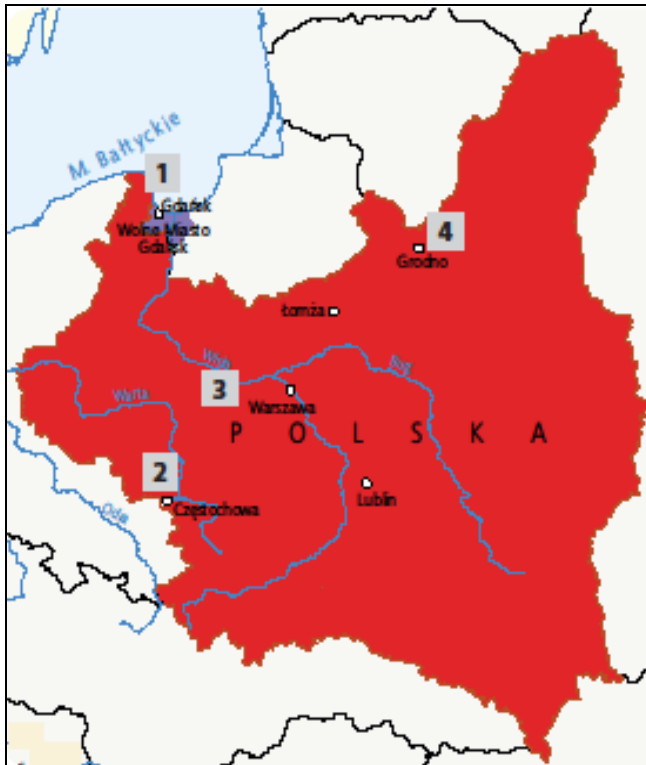 M. Bałtyckie
1
Gdańsk
Wolne Miasto
Gdańsk
4
Grodno
Łomża
Wisła
Bug
3
Warta
Warszawa
P O L S K A
2
Częstochowa
Lublin
Odra